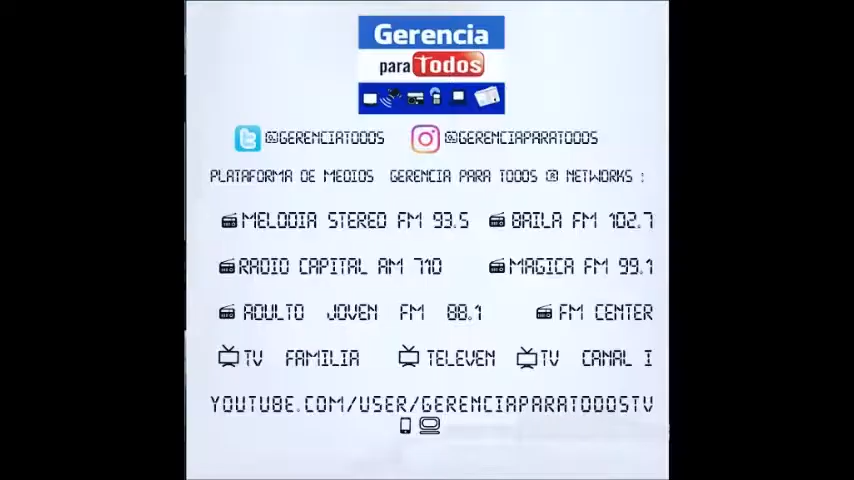 Gerencia
para Todos
@GERENCIATODOS @GERENCIAPARATODOS
PLATAFORMA DE MEDIOS GERENCIA PARA TODOS ® NETWORKS :
MELODIA STEREO FM 93.5 BAILA FM 102.7
RADIO CAPITAL AM 710 MAGICA FM 99.1
ADULTO JOVEN FM 88.1 FM CENTER
TV FAMILIA TELEVEN TV CANAL I
YOUTUBE.COM/USER/GERENCIAPARATODOSTV